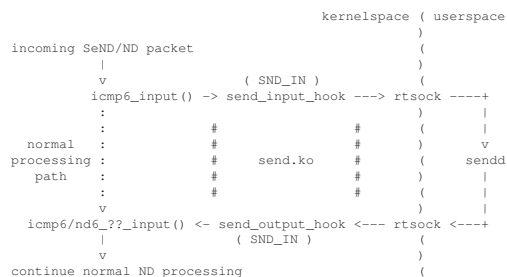 kernelspace ( userspace
)
incoming SeND/ND packet (
| )
v ( SND_IN ) (
icmp6_input() -> send_input_hook ---> rtsock ----+
: ) |
: # # ( |
normal : # # ) v
processing : # send.ko # ( sendd
path : # # ) |
: # # ( |
v ) |
icmp6/nd6_??_input() <- send_output_hook <--- rtsock <---+
| ( SND_IN ) (
v )
continue normal ND processing (